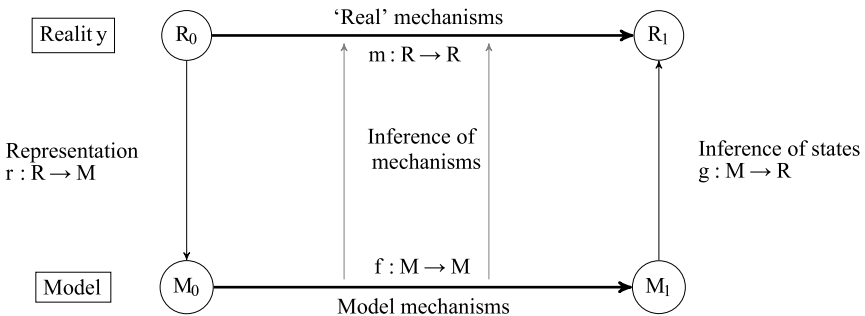 'Real' mechanisms
Reality
R0
R1
m : R → R
Representation
r : R → M
Inference of
mechanisms
Inference of states
g : M → R
f : M → M
Model
M0
M1
Model mechanisms